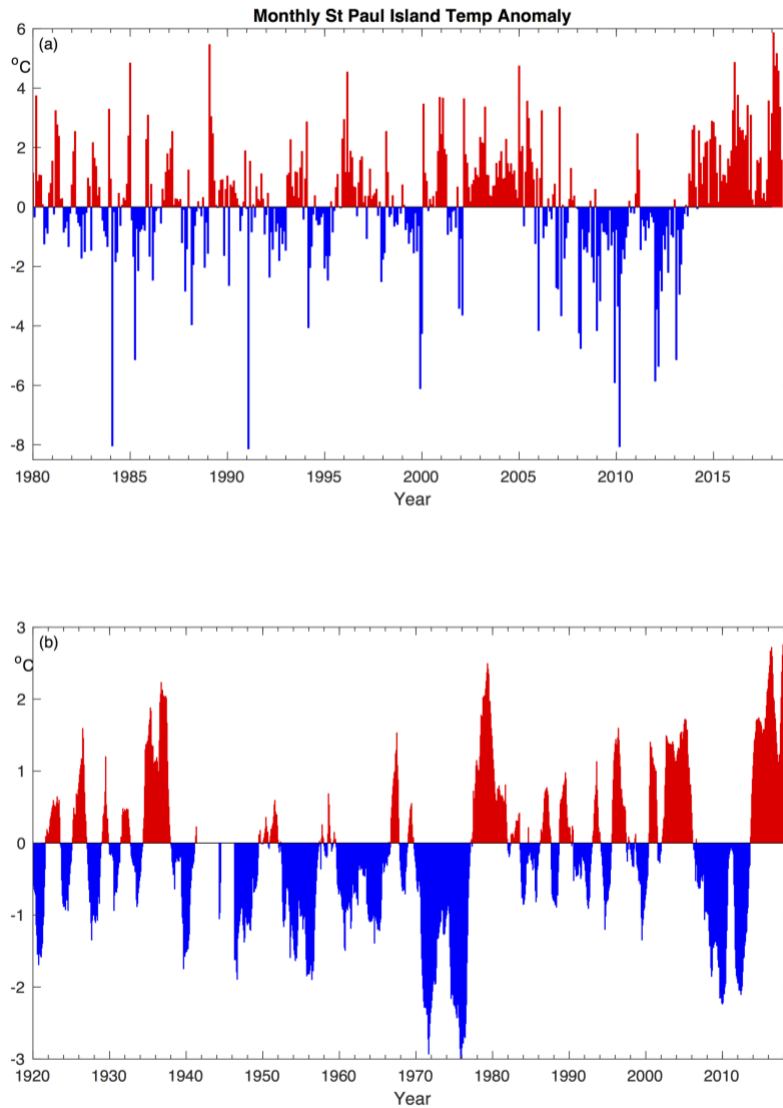 Monthly St Paul Island Temp Anomaly
(a)
°C
6
4
2
0
-2
-4
-6
-8
1980 1985 1990 1995 2000 2005 2010 2015
Year
(b)
°C
3
2
1
0
-1
-2
-3
1920 1930 1940 1950 1960 1970 1980 1990 2000 2010
Year